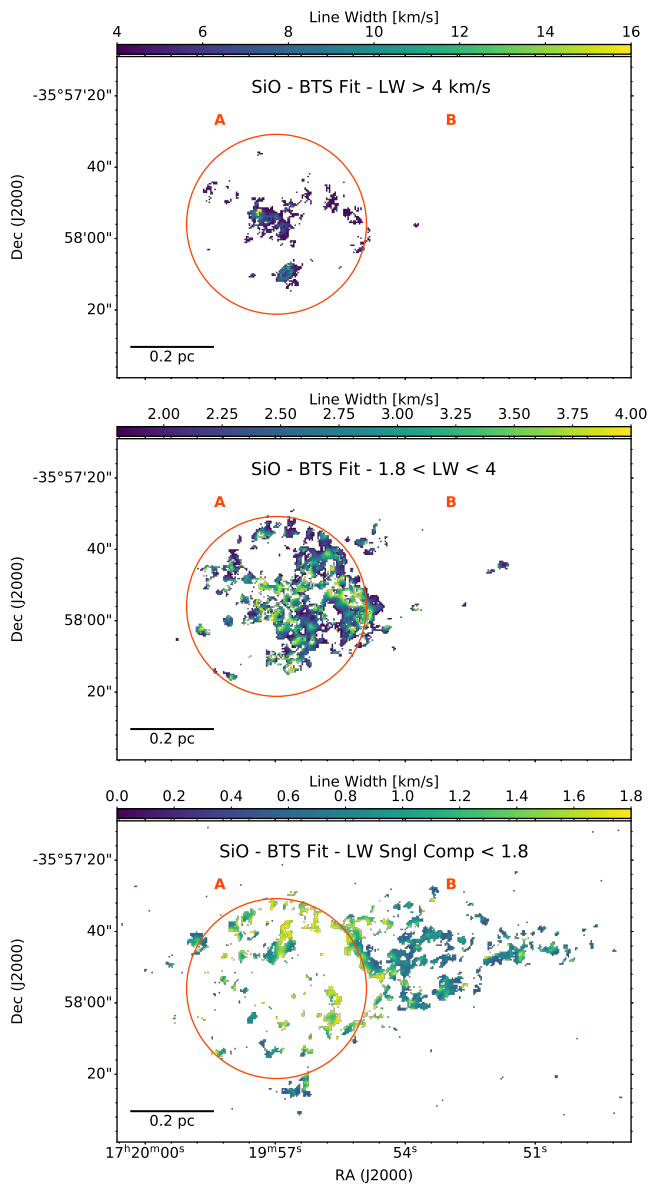 Line Width [km/s]
4 6 8 10 12 14 16
SiO - BTS Fit - LW > 4 km/s
A B
-35°57'20"
40"
58'00"
20"
Dec (J2000)
0.2 pc
Line Width [km/s]
2.00 2.25 2.50 2.75 3.00 3.25 3.50 3.75 4.00
SiO - BTS Fit - 1.8 < LW < 4
A B
-35°57'20"
40"
58'00"
20"
Dec (J2000)
0.2 pc
Line Width [km/s]
0.0 0.2 0.4 0.6 0.8 1.0 1.2 1.4 1.6 1.8
SiO - BTS Fit - LW Sngl Comp < 1.8
A B
-35°57'20"
40"
58'00"
20"
Dec (J2000)
0.2 pc
17h20m00s 19m57s 54s 51s
RA (J2000)